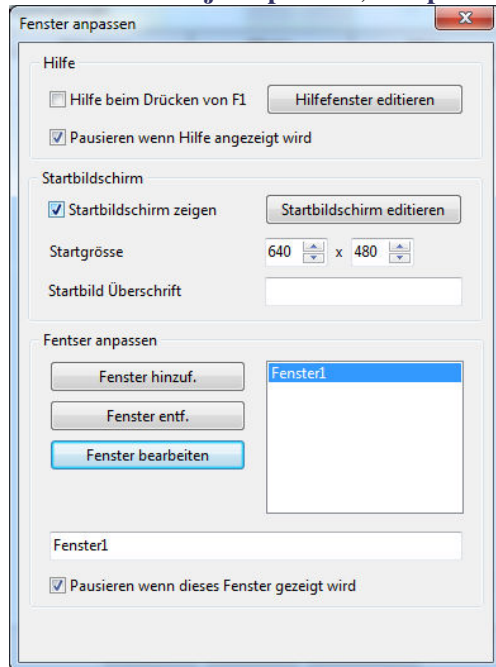 Fenster anpassen
Hilfe
Hilfe beim Drücken von F1
Hilfefenster editieren
Pausieren wenn Hilfe angezeigt wird
Startbildschirm
Startbildschirm zeigen
Startbildschirm editieren
Startgrösse
640 x 480
Startbild Überschrift
Fentser anpassen
Fenster hinzuf.
Fenster1
Fenster entf.
Fenster bearbeiten
Fenster1
Pausieren wenn dieses Fenster gezeigt wird